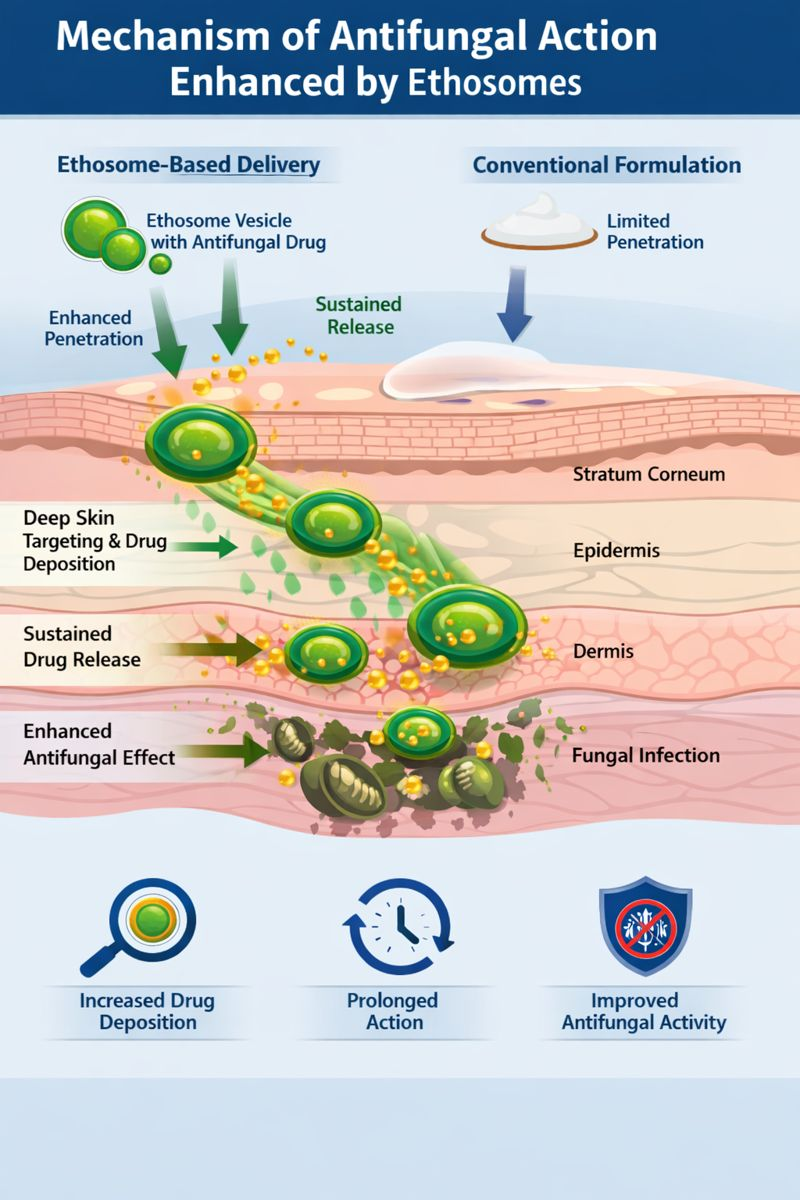 Mechanism of Antifungal Action
Enhanced by Ethosomes
Ethosome-Based Delivery
Conventional Formulation
Ethosome Vesicle
with Antifungal Drug
Limited
Penetration
Enhanced
Penetration
Sustained
Release
Stratum Corneum
Deep Skin
Targeting & Drug
Deposition
Epidermis
Sustained
Drug Release
Dermis
Enhanced
Antifungal Effect
Fungal Infection
Increased Drug
Deposition
Prolonged
Action
Improved
Antifungal Activity